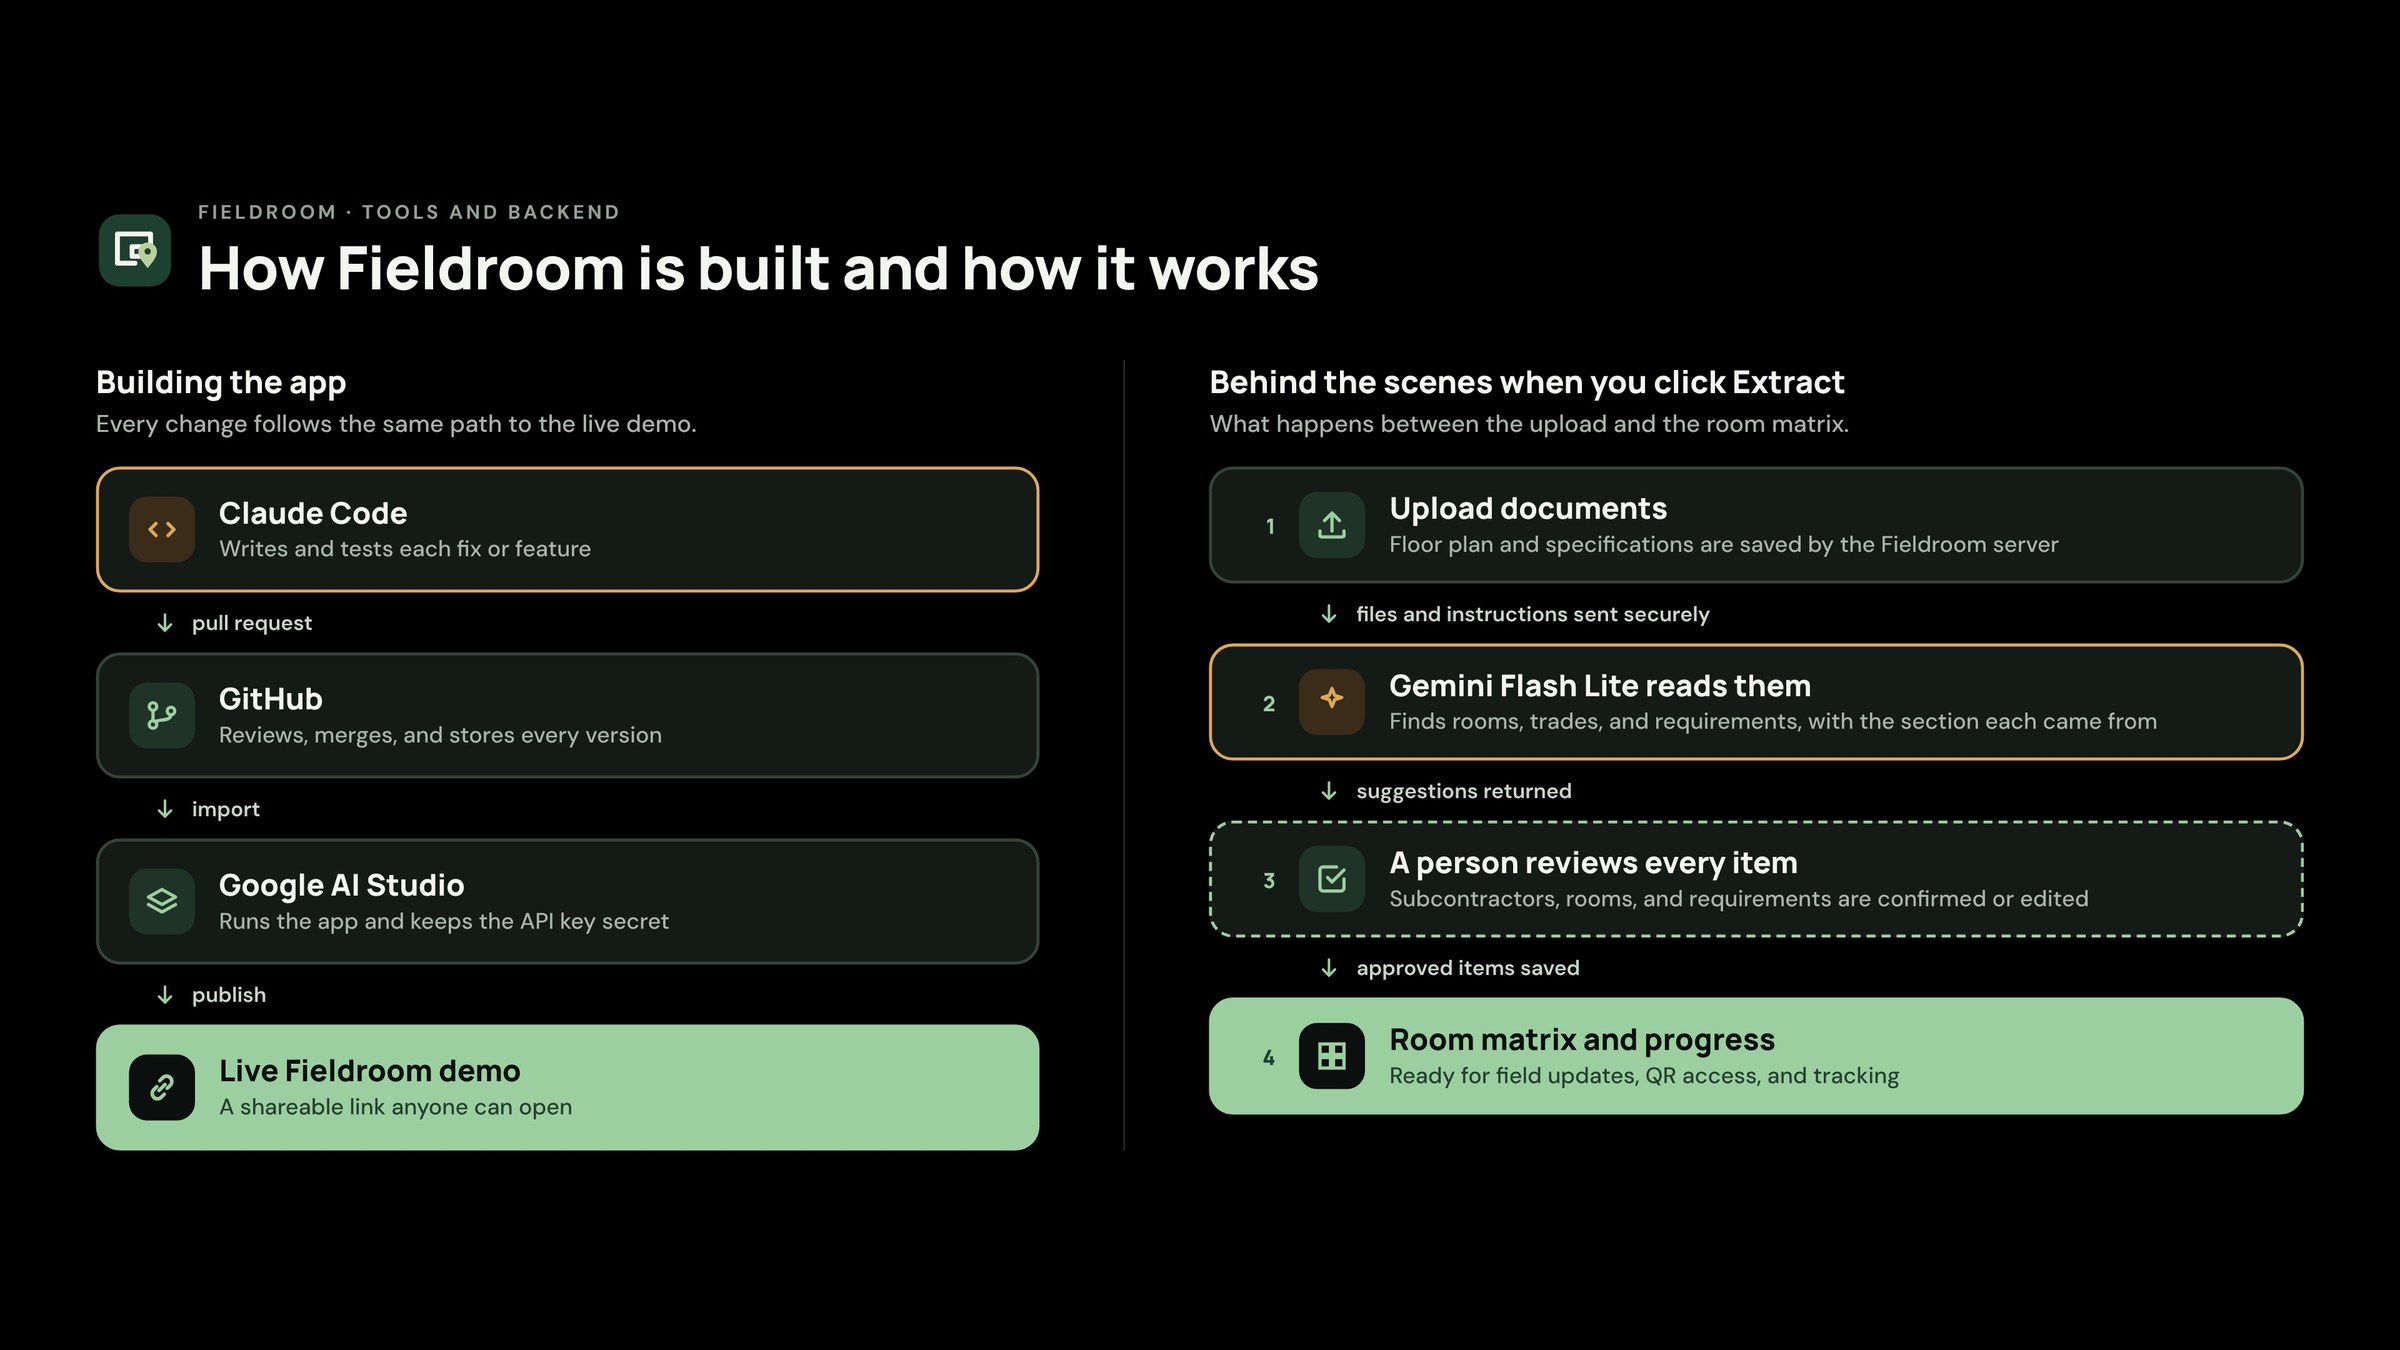 FIELDROOM · TOOLS AND BACKEND
How Fieldroom is built and how it works
Building the app
Every change follows the same path to the live demo.
Claude Code
Writes and tests each fix or feature
↓ pull request
GitHub
Reviews, merges, and stores every version
↓ import
Google AI Studio
Runs the app and keeps the API key secret
↓ publish
Live Fieldroom demo
A shareable link anyone can open
Behind the scenes when you click Extract
What happens between the upload and the room matrix.
1 Upload documents
Floor plan and specifications are saved by the Fieldroom server
↓ files and instructions sent securely
2 Gemini Flash Lite reads them
Finds rooms, trades, and requirements, with the section each came from
↓ suggestions returned
3 A person reviews every item
Subcontractors, rooms, and requirements are confirmed or edited
↓ approved items saved
4 Room matrix and progress
Ready for field updates, QR access, and tracking